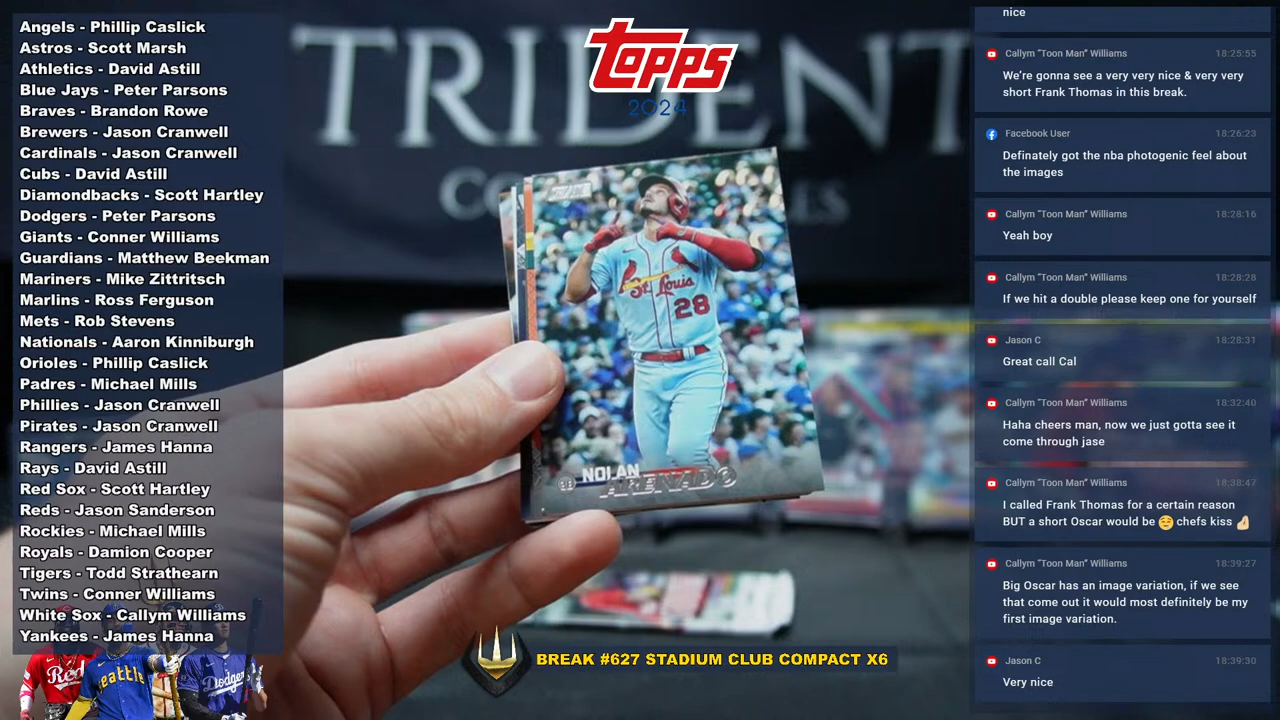 Angels - Phillip Caslick
Astros - Scott Marsh
Athletics - David Astill
Blue Jays - Peter Parsons
Braves - Brandon Rowe
Brewers - Jason Cranwell
Cardinals - Jason Cranwell
Cubs - David Astill
Diamondbacks - Scott Hartley
Dodgers - Peter Parsons
Giants - Conner Williams
Guardians - Matthew Beekman
Mariners - Mike Zittritsch
Marlins - Ross Ferguson
Mets - Rob Stevens
Nationals - Aaron Kinniburgh
Orioles - Phillip Caslick
Padres - Michael Mills
Phillies - Jason Cranwell
Pirates - Jason Cranwell
Rangers - James Hanna
Rays - David Astill
Red Sox - Scott Hartley
Reds - Jason Sanderson
Rockies - Michael Mills
Royals - Damion Cooper
Tigers - Todd Strathearn
Twins - Conner Williams
White Sox - Callym Williams
Yankees - James Hanna
Reds
Seattle
Dodgers
TRIDENT
Topps
2024
St. Louis
28
NOLAN
ARENADO
BREAK #627 STADIUM CLUB COMPACT X6
nice
Callym "Toon Man" Williams 18:25:55
We're gonna see a very very nice & very very
short Frank Thomas in this break.
Facebook User 18:26:23
Definately got the nba photogenic feel about
the images
Callym "Toon Man" Williams 18:28:16
Yeah boy
Callym "Toon Man" Williams 18:28:28
If we hit a double please keep one for yourself
Jason C 18:28:31
Great call Cal
Callym "Toon Man" Williams 18:32:40
Haha cheers man, now we just gotta see it
come through jase
Callym "Toon Man" Williams 18:38:47
I called Frank Thomas for a certain reason
BUT a short Oscar would be ☺️ chefs kiss 🤌🏼
Callym "Toon Man" Williams 18:39:27
Big Oscar has an image variation, if we see
that come out it would most definitely be my
first image variation.
Jason C 18:39:30
Very nice